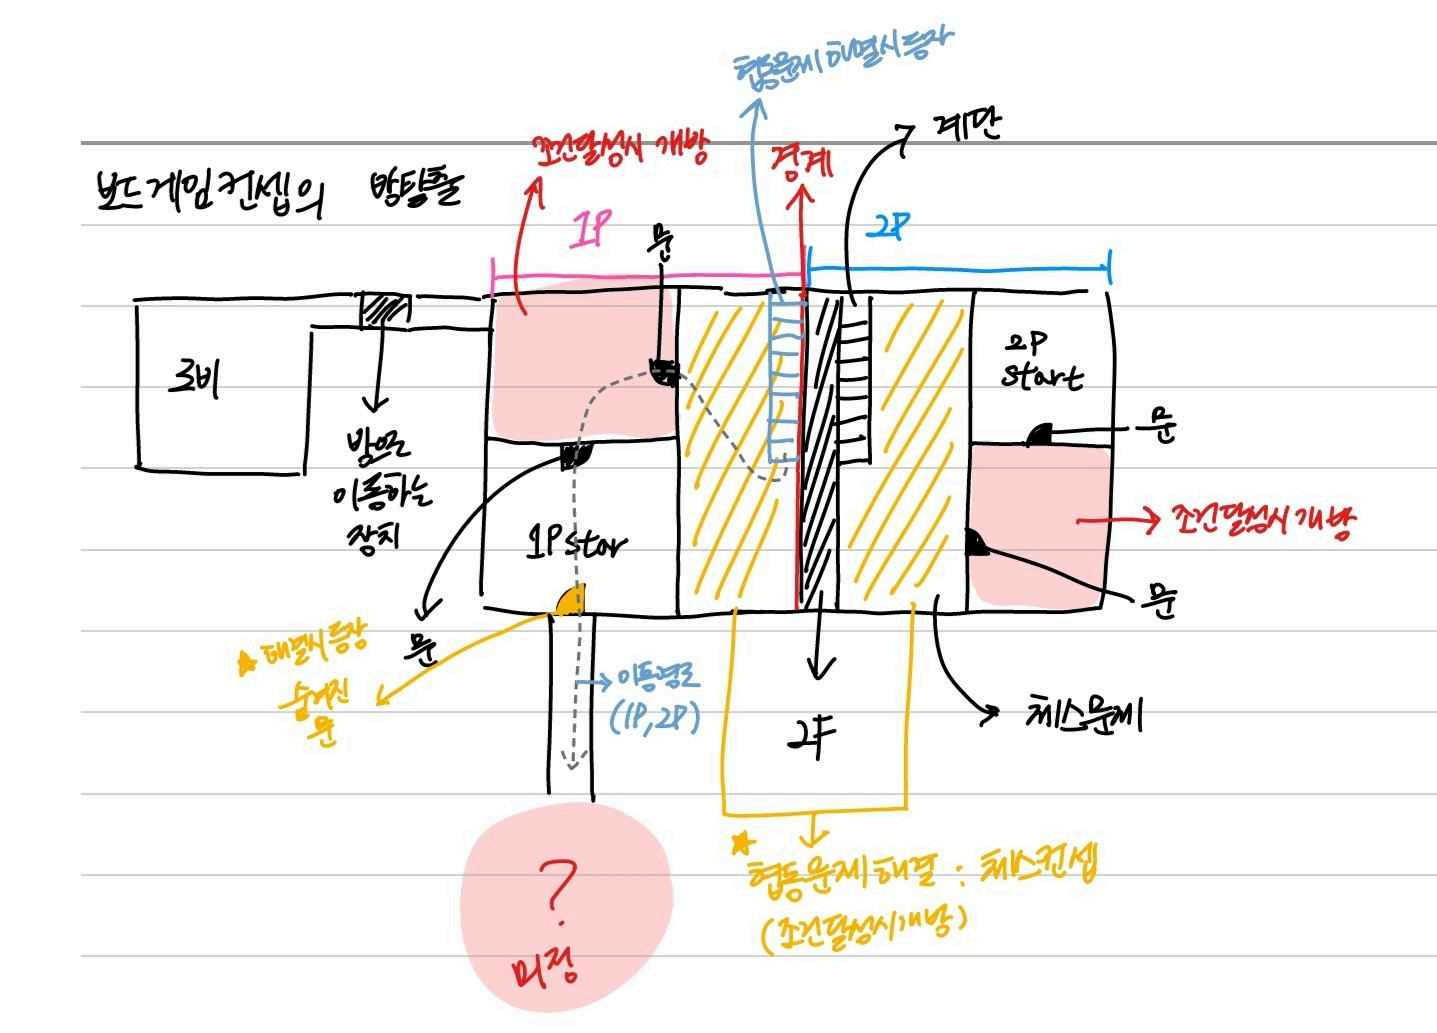 협동문제 해결시 등장
계단
조건달성시 개방
경계
보드게임컨셉의 방탈출
1P
문
2P
로비
2P
start
문
방으로
이동하는
장치
조건달성시 개방
1P star
문
★ 해결시 등장
숨겨진
문
문
이동경로
(1P, 2P)
2F
체스문제
★
협동문제 해결 : 체스컨셉
(조건달성시 개방)
?
미정